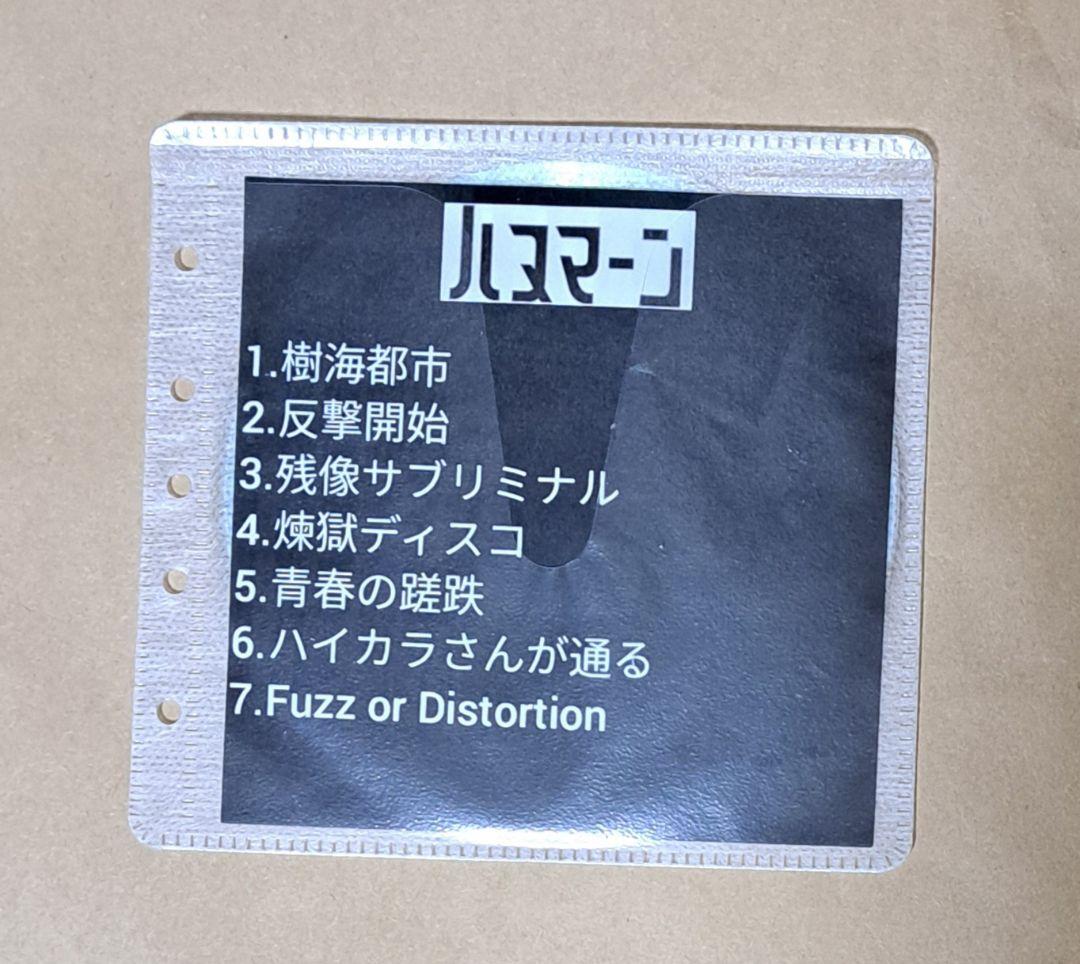 ハヌマーン
1.樹海都市
2.反撃開始
3.残像サブリミナル
4.煉獄ディスコ
5.青春の蹉跌
6.ハイカラさんが通る
7.Fuzz or Distortion